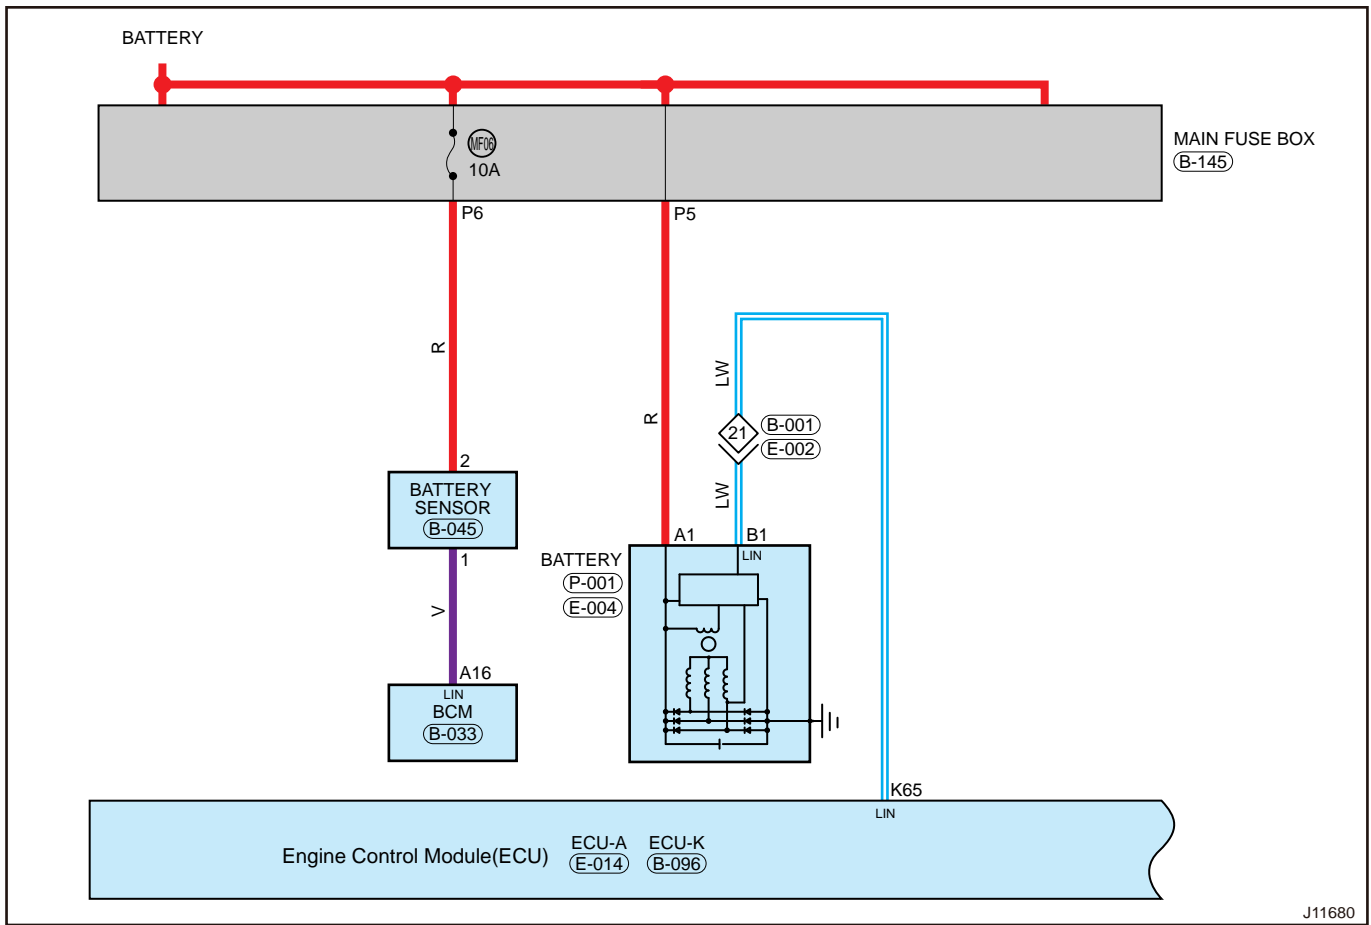 BATTERY
MF06
10A
MAIN FUSE BOX
B-145
P6
P5
R
R
LW
21
B-001
E-002
LW
2
BATTERY
SENSOR
B-045
1
V
A16
LIN
BCM
B-033
A1
B1
LIN
BATTERY
P-001
E-004
K65
LIN
Engine Control Module(ECU)
ECU-A
E-014
ECU-K
B-096
J11680